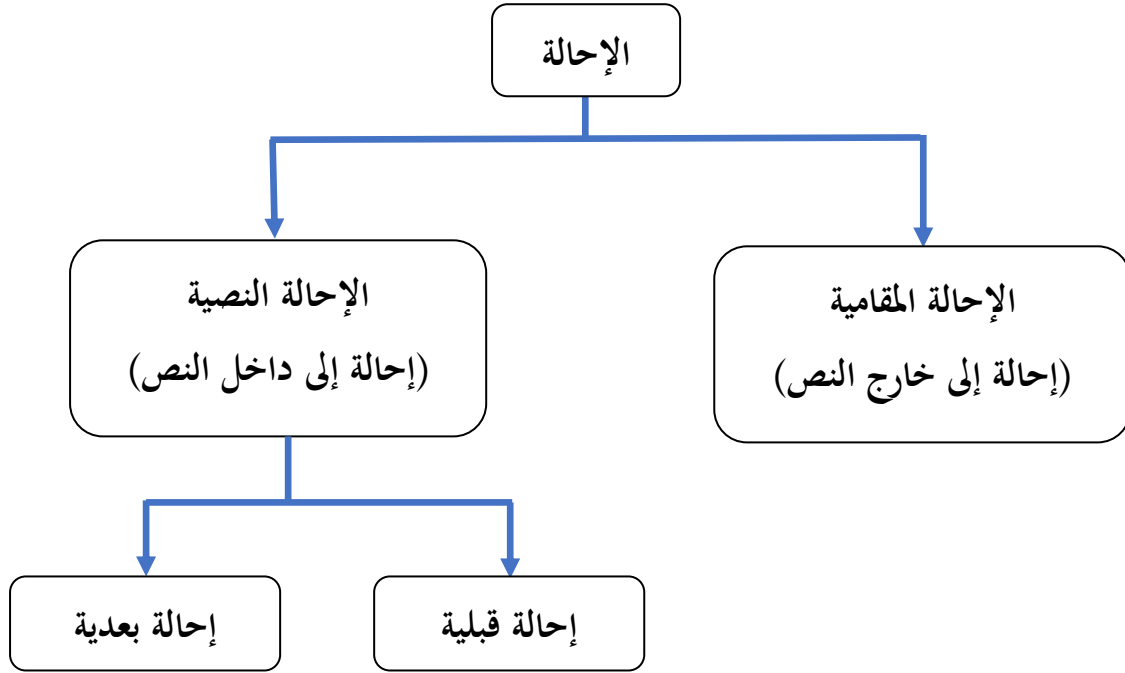 الإحالة
الإحالة المقامية
(إحالة إلى خارج النص)
الإحالة النصية
(إحالة إلى داخل النص)
إحالة قبلية
إحالة بعدية